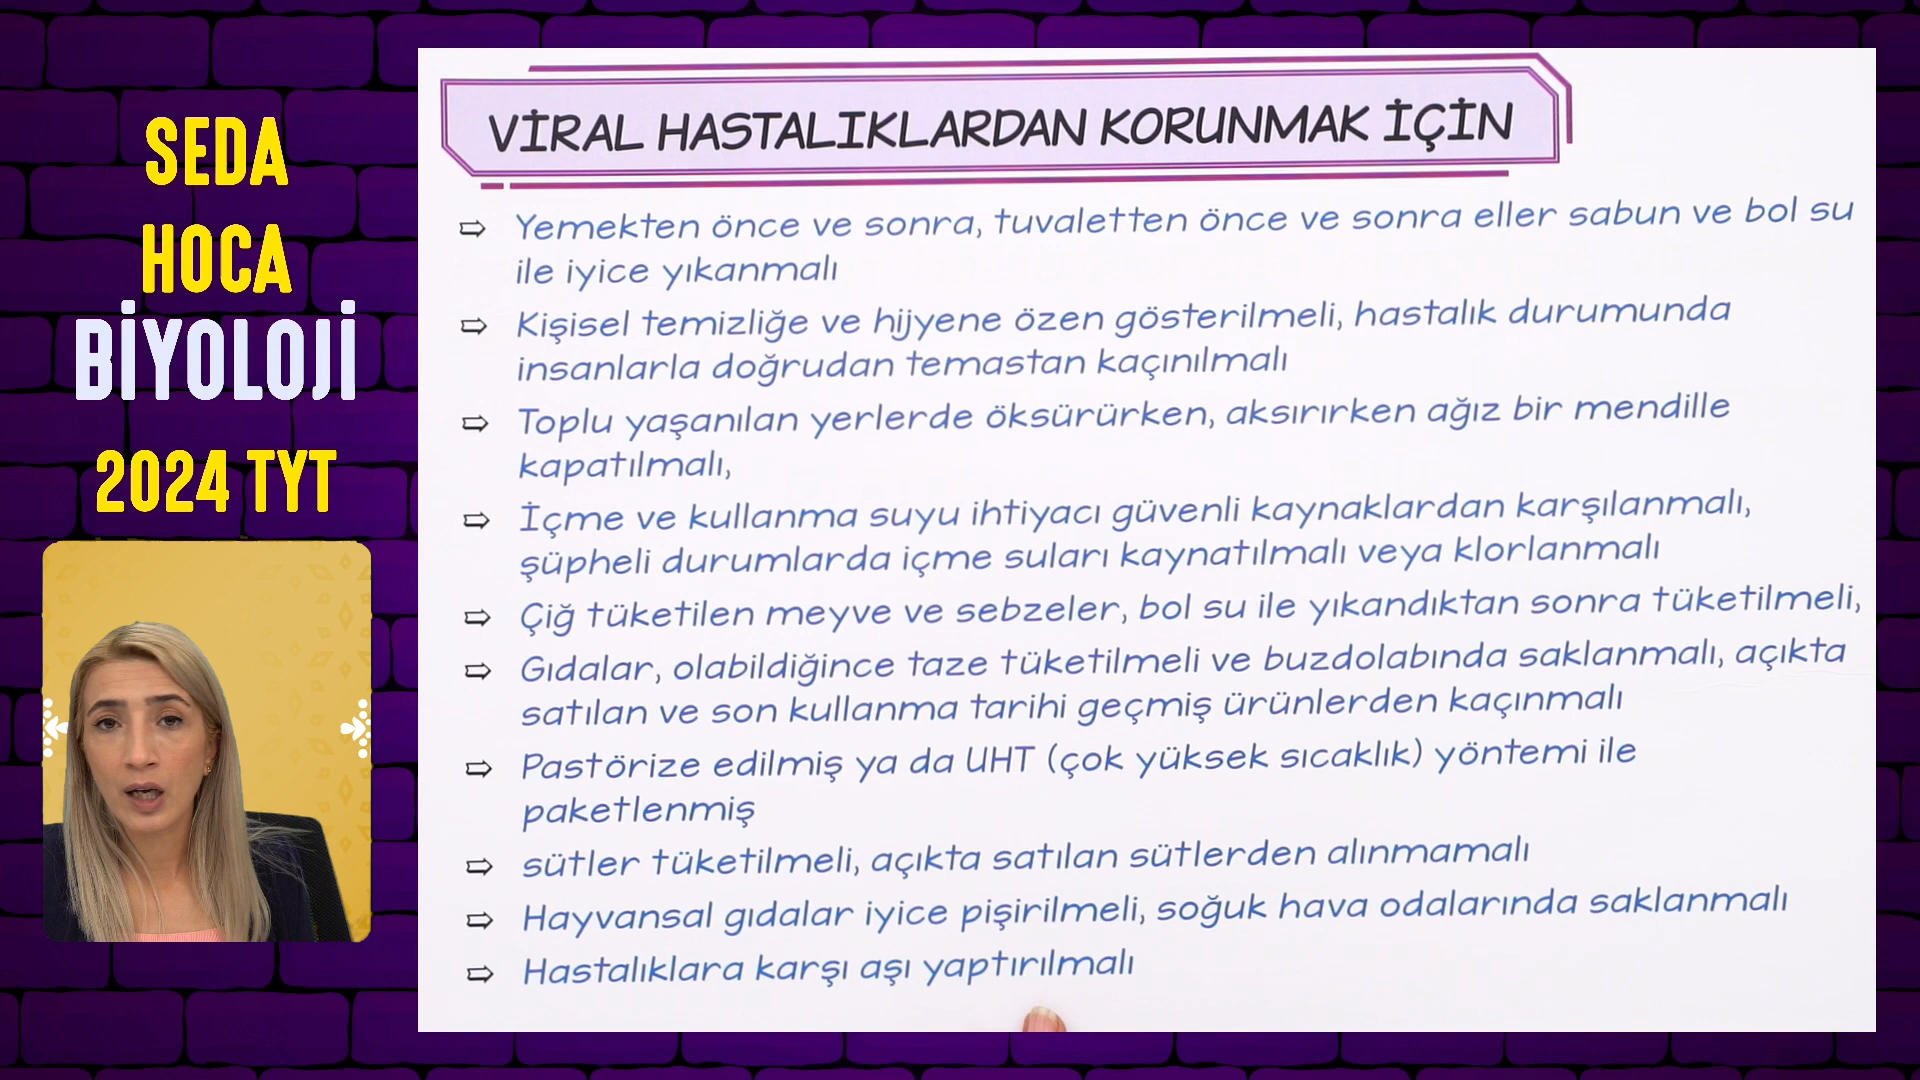 SEDA
HOCA
BİYOLOJİ
2024 TYT
VİRAL HASTALIKLARDAN KORUNMAK İÇİN
⇨ Yemekten önce ve sonra, tuvaletten önce ve sonra eller sabun ve bol su
ile iyice yıkanmalı
⇨ Kişisel temizliğe ve hijyene özen gösterilmeli, hastalık durumunda
insanlarla doğrudan temastan kaçınılmalı
⇨ Toplu yaşanılan yerlerde öksürürken, aksırırken ağız bir mendille
kapatılmalı,
⇨ İçme ve kullanma suyu ihtiyacı güvenli kaynaklardan karşılanmalı,
şüpheli durumlarda içme suları kaynatılmalı veya klorlanmalı
⇨ Çiğ tüketilen meyve ve sebzeler, bol su ile yıkandıktan sonra tüketilmeli,
⇨ Gıdalar, olabildiğince taze tüketilmeli ve buzdolabında saklanmalı, açıkta
satılan ve son kullanma tarihi geçmiş ürünlerden kaçınmalı
⇨ Pastörize edilmiş ya da UHT (çok yüksek sıcaklık) yöntemi ile
paketlenmiş
⇨ sütler tüketilmeli, açıkta satılan sütlerden alınmamalı
⇨ Hayvansal gıdalar iyice pişirilmeli, soğuk hava odalarında saklanmalı
⇨ Hastalıklara karşı aşı yaptırılmalı